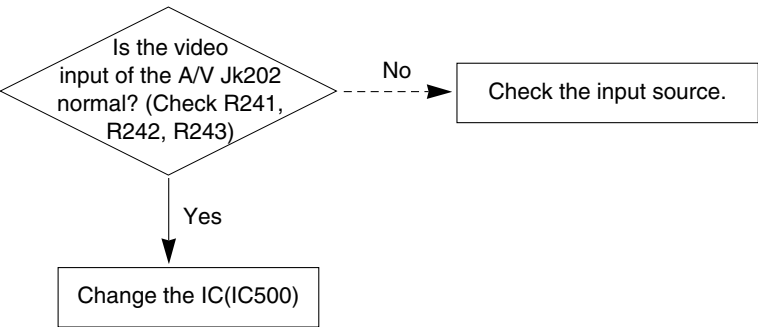 Is the video
input of the A/V Jk202
normal? (Check R241,
R242, R243)
No
Check the input source.
Yes
Change the IC(IC500)